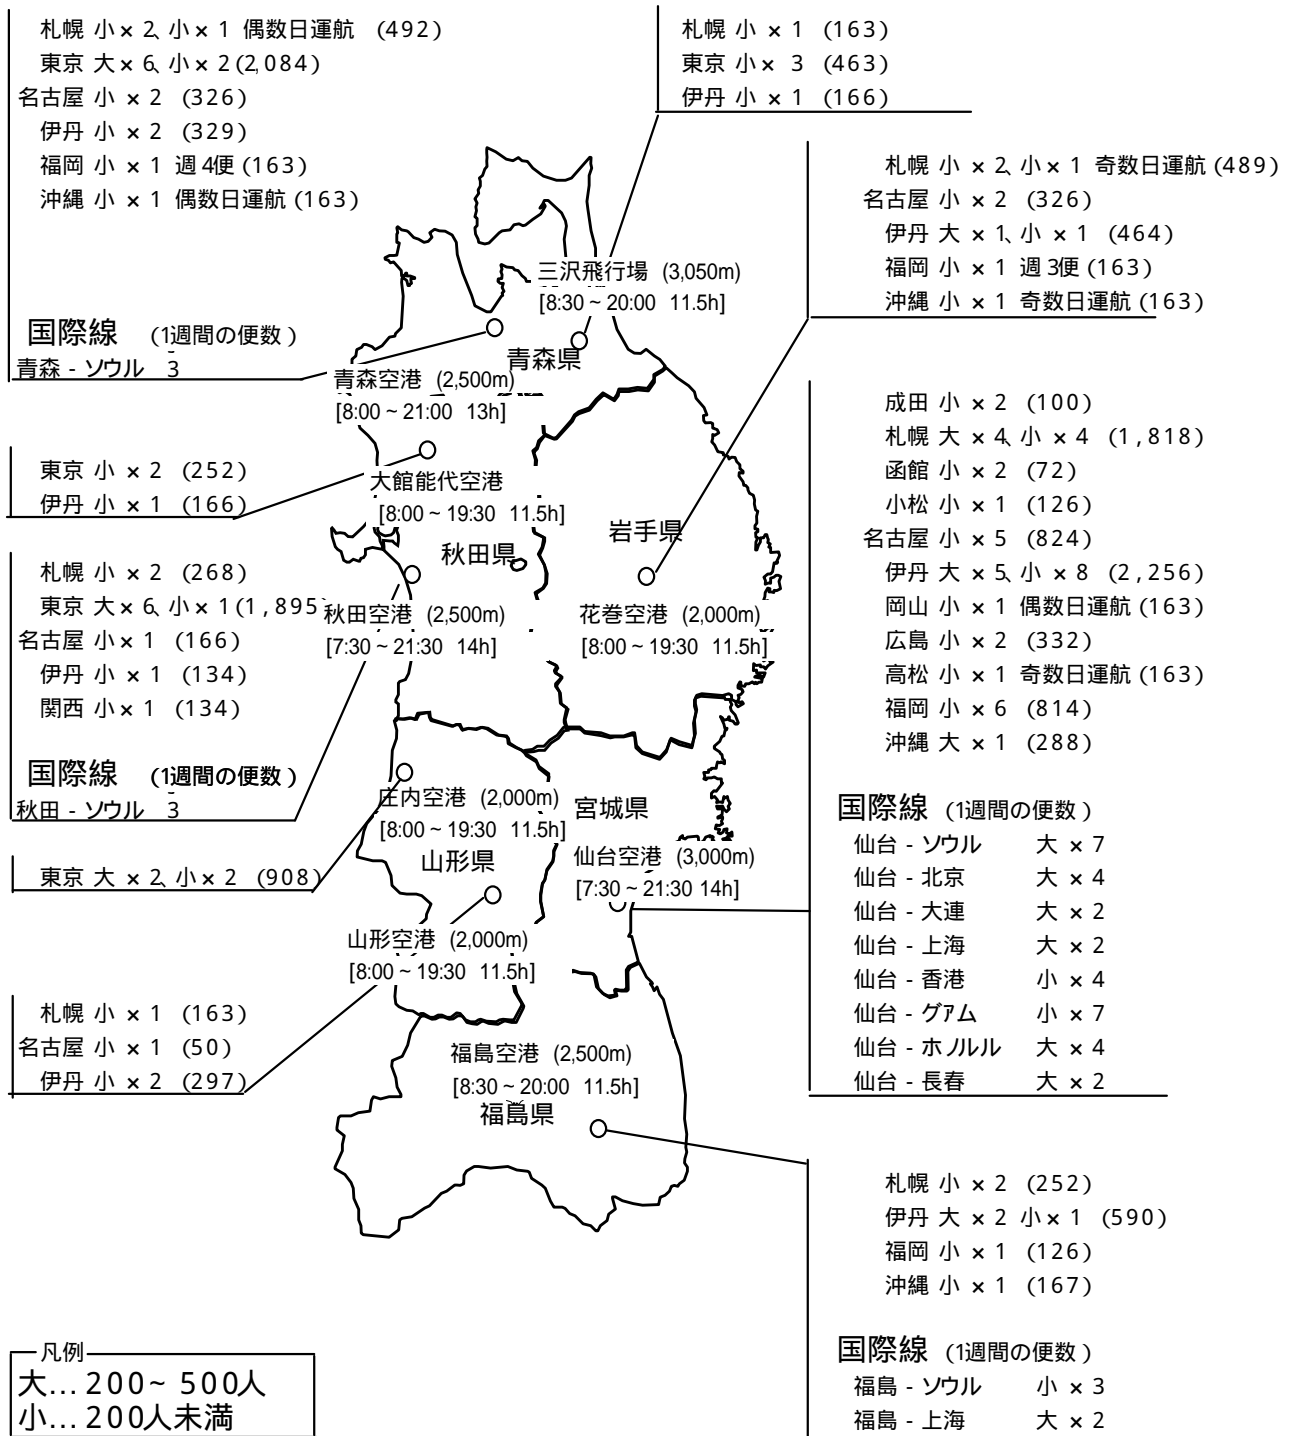 札幌 小×2、小×1 偶数日運航 (492)
東京 大×6、小×2(2,084)
名古屋 小×2 (326)
伊丹 小×2 (329)
福岡 小×1 週4便(163)
沖縄 小×1 偶数日運航(163)
国際線 (1週間の便数)
青森 - ソウル 3
札幌 小×1 (163)
東京 小×3 (463)
伊丹 小×1 (166)
札幌 小×2、小×1 奇数日運航(489)
名古屋 小×2 (326)
伊丹 大×1、小×1 (464)
福岡 小×1 週3便(163)
沖縄 小×1 奇数日運航(163)
三沢飛行場 (3,050m)
[8:30~20:00 11.5h]
青森県
青森空港 (2,500m)
[8:00~21:00 13h]
東京 小×2 (252)
伊丹 小×1 (166)
大館能代空港
[8:00~19:30 11.5h]
秋田県
岩手県
札幌 小×2 (268)
東京 大×6、小×1(1,895)
名古屋 小×1 (166)
伊丹 小×1 (134)
関西 小×1 (134)
国際線 (1週間の便数)
秋田 - ソウル 3
秋田空港 (2,500m)
[7:30~21:30 14h]
花巻空港 (2,000m)
[8:00~19:30 11.5h]
成田 小×2 (100)
札幌 大×4、小×4 (1,818)
函館 小×2 (72)
小松 小×1 (126)
名古屋 小×5 (824)
伊丹 大×5、小×8 (2,256)
岡山 小×1 偶数日運航(163)
広島 小×2 (332)
高松 小×1 奇数日運航(163)
福岡 小×6 (814)
沖縄 大×1 (288)
国際線 (1週間の便数)
仙台 - ソウル 大×7
仙台 - 北京 大×4
仙台 - 大連 大×2
仙台 - 上海 大×2
仙台 - 香港 小×4
仙台 - グアム 小×7
仙台 - ホノルル 大×4
仙台 - 長春 大×2
庄内空港 (2,000m)
[8:00~19:30 11.5h]
山形県
宮城県
仙台空港 (3,000m)
[7:30~21:30 14h]
東京 大×2、小×2 (908)
山形空港 (2,000m)
[8:00~19:30 11.5h]
札幌 小×1 (163)
名古屋 小×1 (50)
伊丹 小×2 (297)
福島空港 (2,500m)
[8:30~20:00 11.5h]
福島県
札幌 小×2 (252)
伊丹 大×2 小×1 (590)
福岡 小×1 (126)
沖縄 小×1 (167)
国際線 (1週間の便数)
福島 - ソウル 小×3
福島 - 上海 大×2
凡例
大…200~500人
小…200人未満